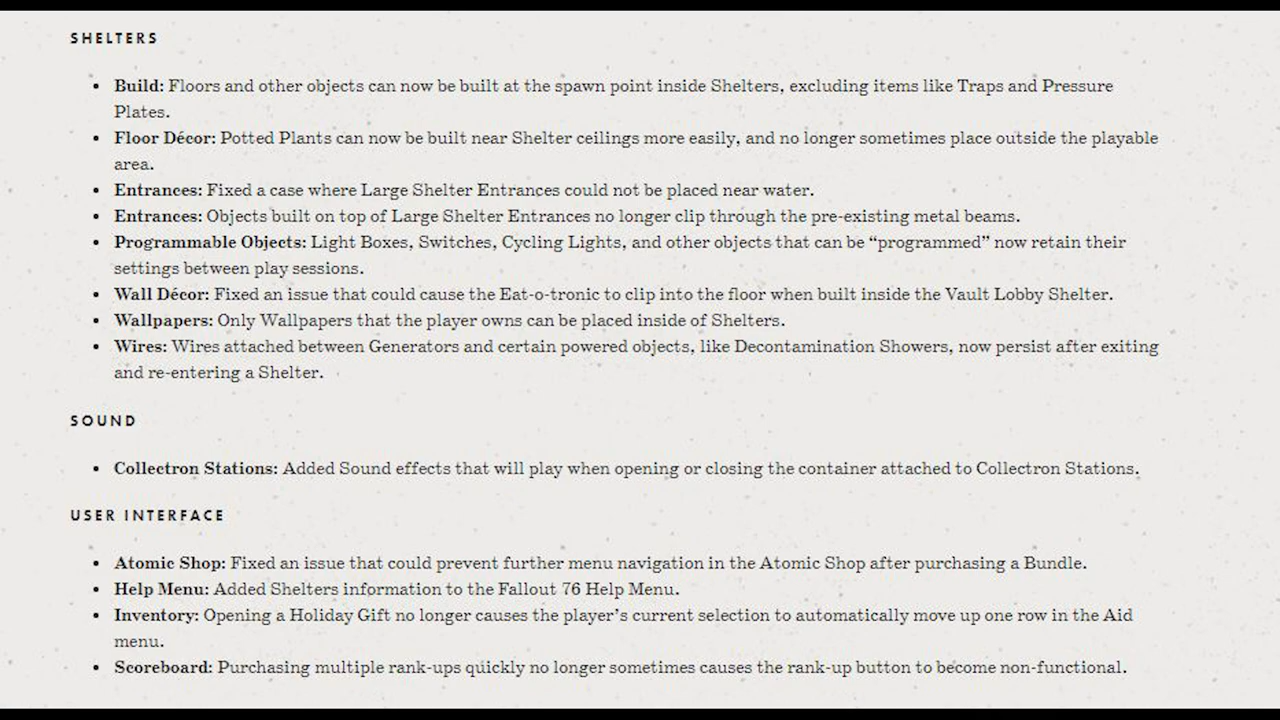 SHELTERS
• Build: Floors and other objects can now be built at the spawn point inside Shelters, excluding items like Traps and Pressure
Plates.
• Floor Décor: Potted Plants can now be built near Shelter ceilings more easily, and no longer sometimes place outside the playable
area.
• Entrances: Fixed a case where Large Shelter Entrances could not be placed near water.
• Entrances: Objects built on top of Large Shelter Entrances no longer clip through the pre-existing metal beams.
• Programmable Objects: Light Boxes, Switches, Cycling Lights, and other objects that can be “programmed” now retain their
settings between play sessions.
• Wall Décor: Fixed an issue that could cause the Eat-o-tronic to clip into the floor when built inside the Vault Lobby Shelter.
• Wallpapers: Only Wallpapers that the player owns can be placed inside of Shelters.
• Wires: Wires attached between Generators and certain powered objects, like Decontamination Showers, now persist after exiting
and re-entering a Shelter.
SOUND
• Collectron Stations: Added Sound effects that will play when opening or closing the container attached to Collectron Stations.
USER INTERFACE
• Atomic Shop: Fixed an issue that could prevent further menu navigation in the Atomic Shop after purchasing a Bundle.
• Help Menu: Added Shelters information to the Fallout 76 Help Menu.
• Inventory: Opening a Holiday Gift no longer causes the player’s current selection to automatically move up one row in the Aid
menu.
• Scoreboard: Purchasing multiple rank-ups quickly no longer sometimes causes the rank-up button to become non-functional.